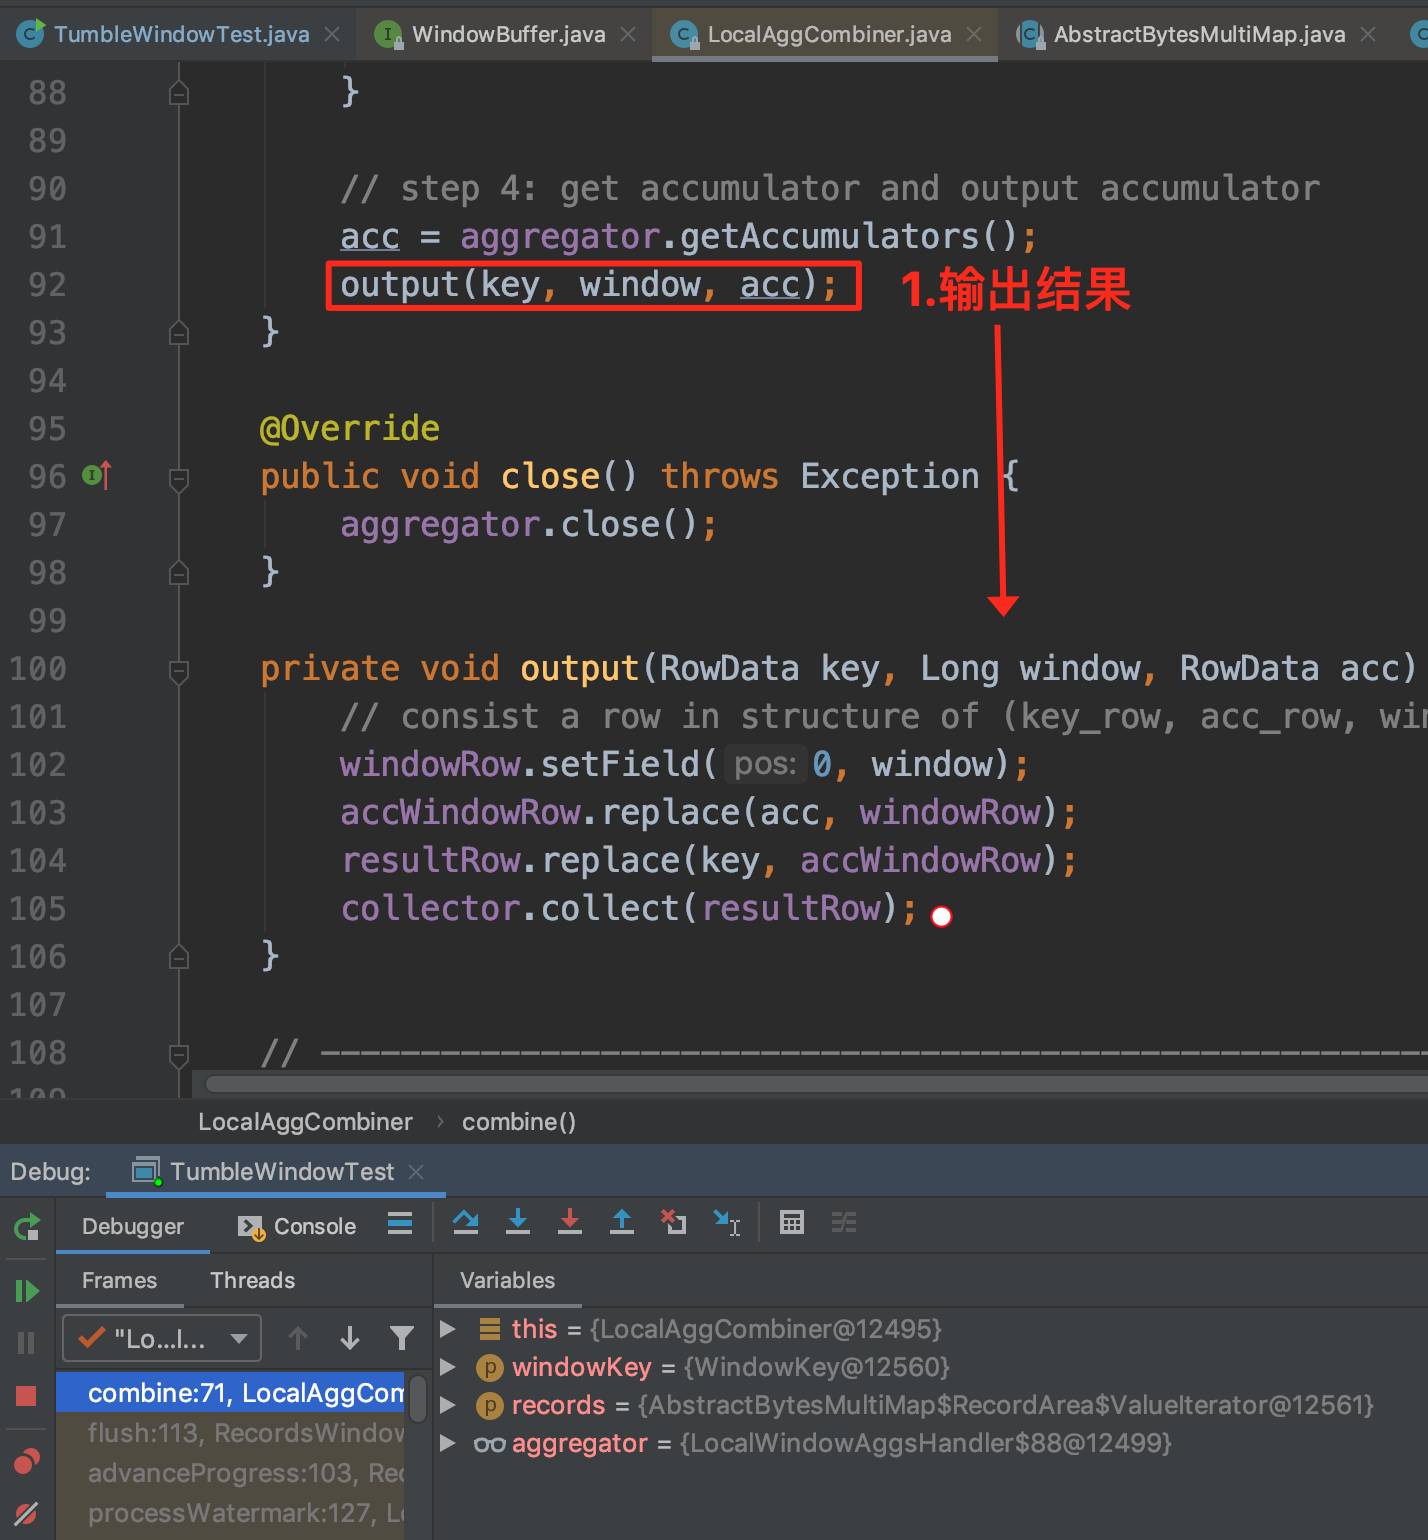 TumbleWindowTest.java WindowBuffer.java LocalAggCombiner.java AbstractBytesMultiMap.java
88 }
89
90 // step 4: get accumulator and output accumulator
91 acc = aggregator.getAccumulators();
92 output(key, window, acc); 1.输出结果
93 }
94
95 @Override
96 public void close() throws Exception {
97 aggregator.close();
98 }
99
100 private void output(RowData key, Long window, RowData acc)
101 // consist a row in structure of (key_row, acc_row, win
102 windowRow.setField( pos: 0, window);
103 accWindowRow.replace(acc, windowRow);
104 resultRow.replace(key, accWindowRow);
105 collector.collect(resultRow);
106 }
107
108 // --------------------------------------------------------
LocalAggCombiner › combine()
Debug: TumbleWindowTest
Debugger Console
Frames Threads Variables
"Lo...I...
this = {LocalAggCombiner@12495}
windowKey = {WindowKey@12560}
records = {AbstractBytesMultiMap$RecordArea$ValueIterator@12561}
aggregator = {LocalWindowAggsHandler$88@12499}
combine:71, LocalAggCom
flush:113, RecordsWindow
advanceProgress:103, Rec
processWatermark:127, L